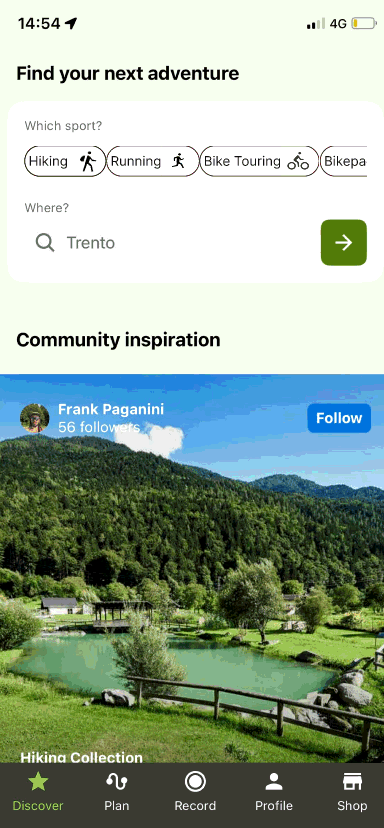 14:54
4G
Find your next adventure
Which sport?
Hiking
Running
Bike Touring
Bikepa
Where?
Trento
Community inspiration
Frank Paganini
56 followers
Follow
Hiking Collection
Discover
Plan
Record
Profile
Shop